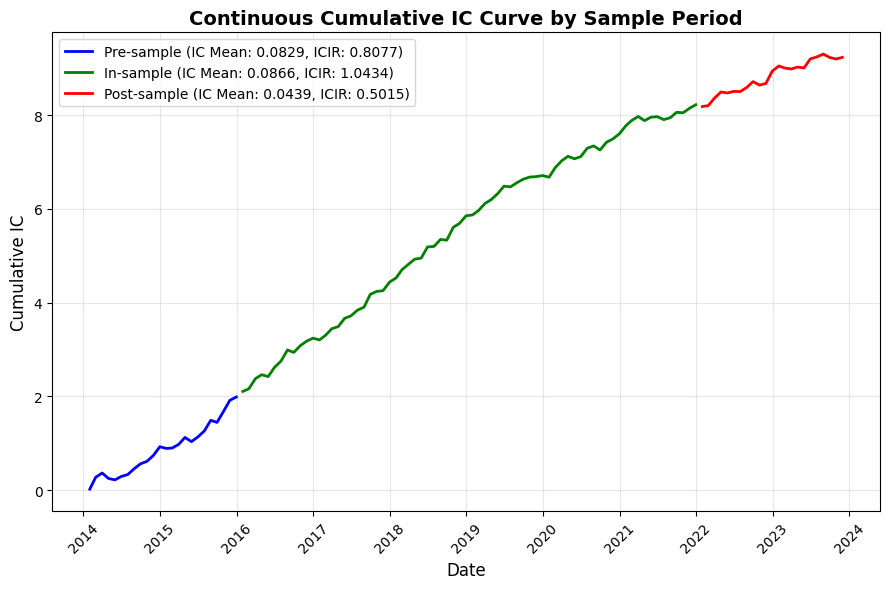 Continuous Cumulative IC Curve by Sample Period
Pre-sample (IC Mean: 0.0829, ICIR: 0.8077)
In-sample (IC Mean: 0.0866, ICIR: 1.0434)
Post-sample (IC Mean: 0.0439, ICIR: 0.5015)
Cumulative IC
8
6
4
2
0
2014
2015
2016
2017
2018
2019
2020
2021
2022
2023
2024
Date